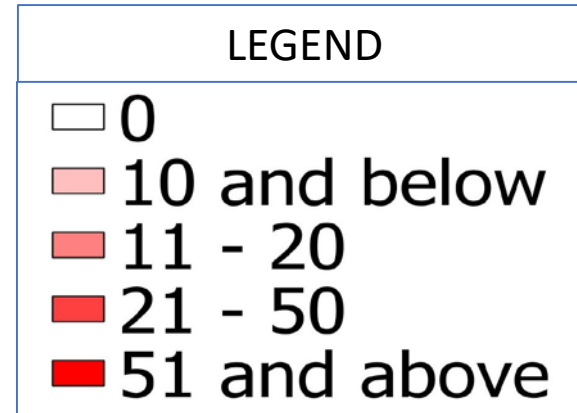 LEGEND
0
10 and below
11 - 20
21 - 50
51 and above